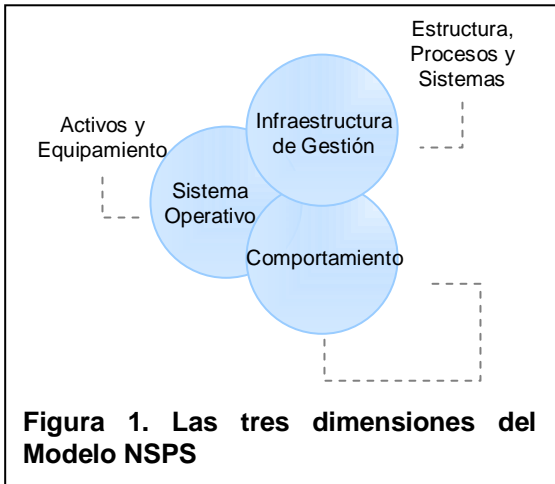 Estructura,
Procesos y
Sistemas
Activos y
Equipamiento
Infraestructura
de Gestión
Sistema
Operativo
Comportamiento
Figura 1. Las tres dimensiones del
Modelo NSPS